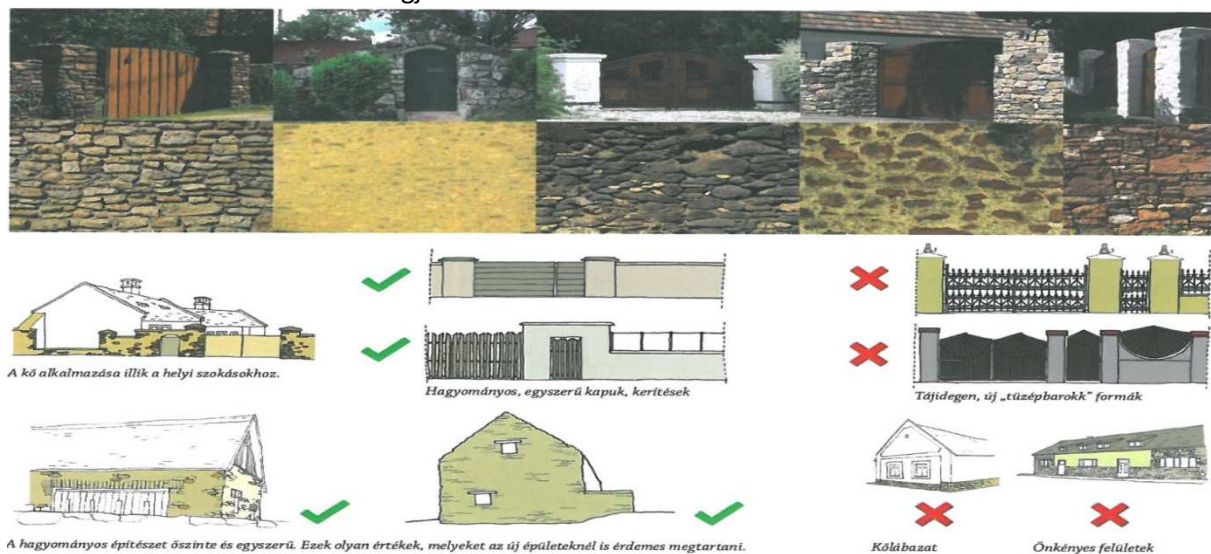 A kő alkalmazása illik a helyi szokásokhoz.
Hagyományos, egyszerű kapuk, kerítések
Tájidegen, új „tüzépbarokk” formák
A hagyományos építészet őszinte és egyszerű. Ezek olyan értékek, melyeket az új épületeknél is érdemes megtartani.
Kőlábazat
Önkényes felületek